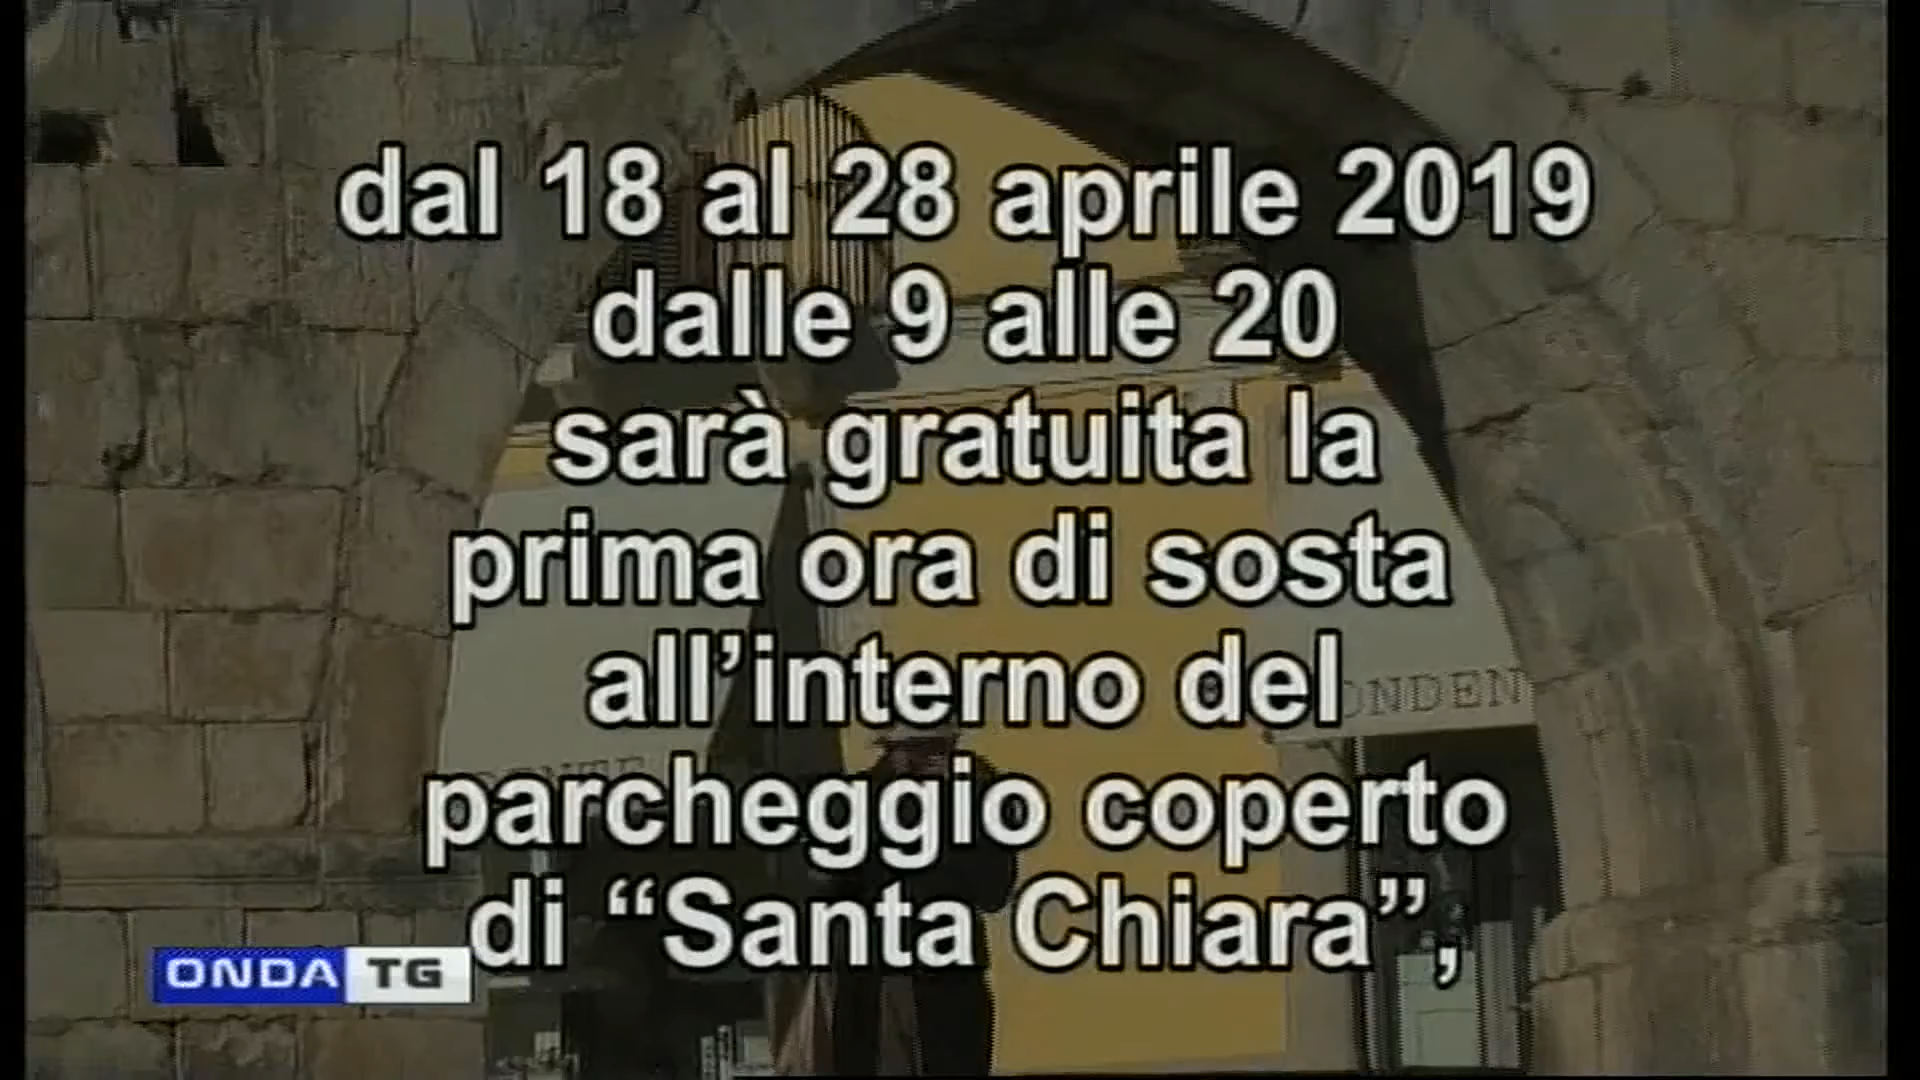 dal 18 al 28 aprile 2019
dalle 9 alle 20
sarà gratuita la
prima ora di sosta
all’interno del
ONDEN
parcheggio coperto
di “Santa Chiara”,
ONDA TG